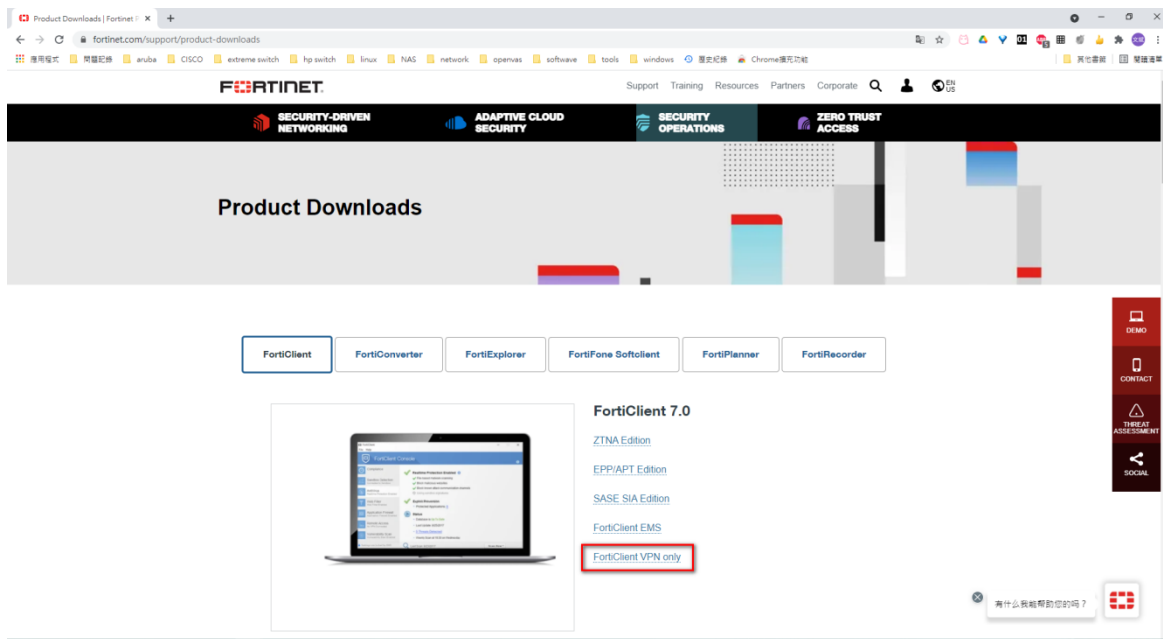 Product Downloads | Fortinet
fortinet.com/support/product-downloads
應用程式 問題記錄 aruba CISCO extreme switch hp switch linux NAS network openvas softwave tools windows 歷史紀錄 Chrome擴充功能 其他書籤 閱讀清單
FORTINET
Support Training Resources Partners Corporate EN US
SECURITY-DRIVEN NETWORKING
ADAPTIVE CLOUD SECURITY
SECURITY OPERATIONS
ZERO TRUST ACCESS
Product Downloads
DEMO
CONTACT
THREAT ASSESSMENT
SOCIAL
FortiClient FortiConverter FortiExplorer FortiFone Softclient FortiPlanner FortiRecorder
FortiClient 7.0
ZTNA Edition
EPP/APT Edition
SASE SIA Edition
FortiClient EMS
FortiClient VPN only
有什么我能帮助您的吗？